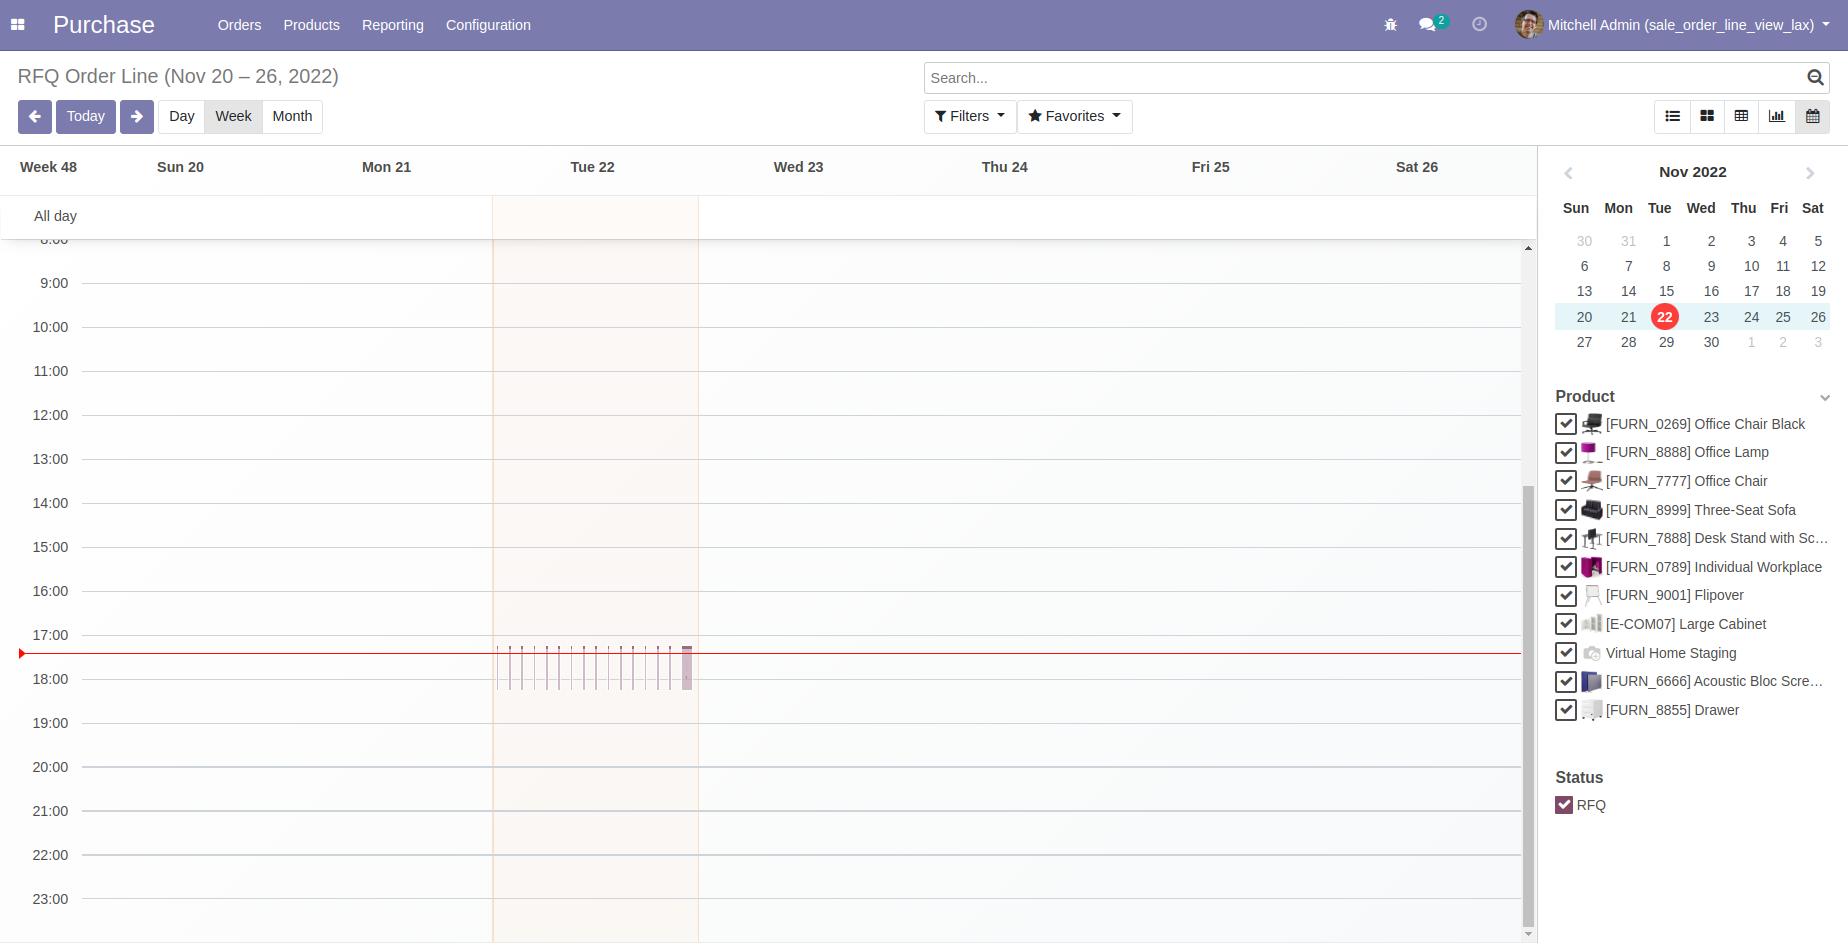 Purchase
Orders Products Reporting Configuration
2
Mitchell Admin (sale_order_line_view_lax)
RFQ Order Line (Nov 20 – 26, 2022)
Search...
Today
Day Week Month
Filters Favorites
Week 48 Sun 20 Mon 21 Tue 22 Wed 23 Thu 24 Fri 25 Sat 26
All day
8:00
9:00
10:00
11:00
12:00
13:00
14:00
15:00
16:00
17:00
18:00
19:00
20:00
21:00
22:00
23:00
Nov 2022
Sun Mon Tue Wed Thu Fri Sat
30 31 1 2 3 4 5
6 7 8 9 10 11 12
13 14 15 16 17 18 19
20 21 22 23 24 25 26
27 28 29 30 1 2 3
Product
[FURN_0269] Office Chair Black
[FURN_8888] Office Lamp
[FURN_7777] Office Chair
[FURN_8999] Three-Seat Sofa
[FURN_7888] Desk Stand with Sc...
[FURN_0789] Individual Workplace
[FURN_9001] Flipover
[E-COM07] Large Cabinet
Virtual Home Staging
[FURN_6666] Acoustic Bloc Scre...
[FURN_8855] Drawer
Status
RFQ